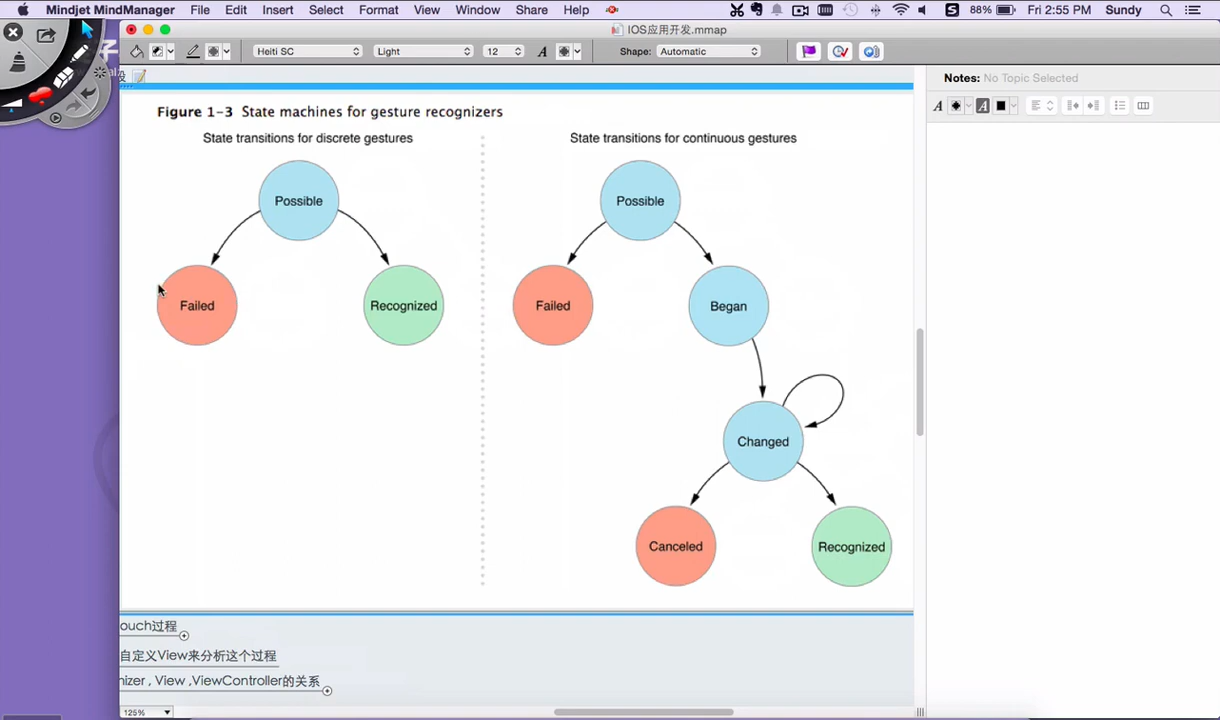 Mindjet MindManager File Edit Insert Select Format View Window Share Help 88% Fri 2:55 PM Sundy
IOS应用开发.mmap
Heiti SC Light 12 A Shape: Automatic
Notes: No Topic Selected
Figure 1-3 State machines for gesture recognizers
State transitions for discrete gestures
State transitions for continuous gestures
Possible
Possible
Failed
Recognized
Failed
Began
Changed
Canceled
Recognized
ouch过程
自定义View来分析这个过程
nizer , View ,ViewController的关系
125%